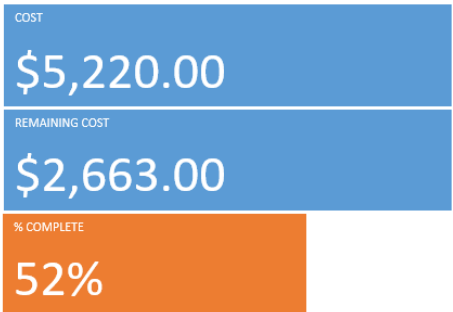 COST
$5,220.00
REMAINING COST
$2,663.00
% COMPLETE
52%